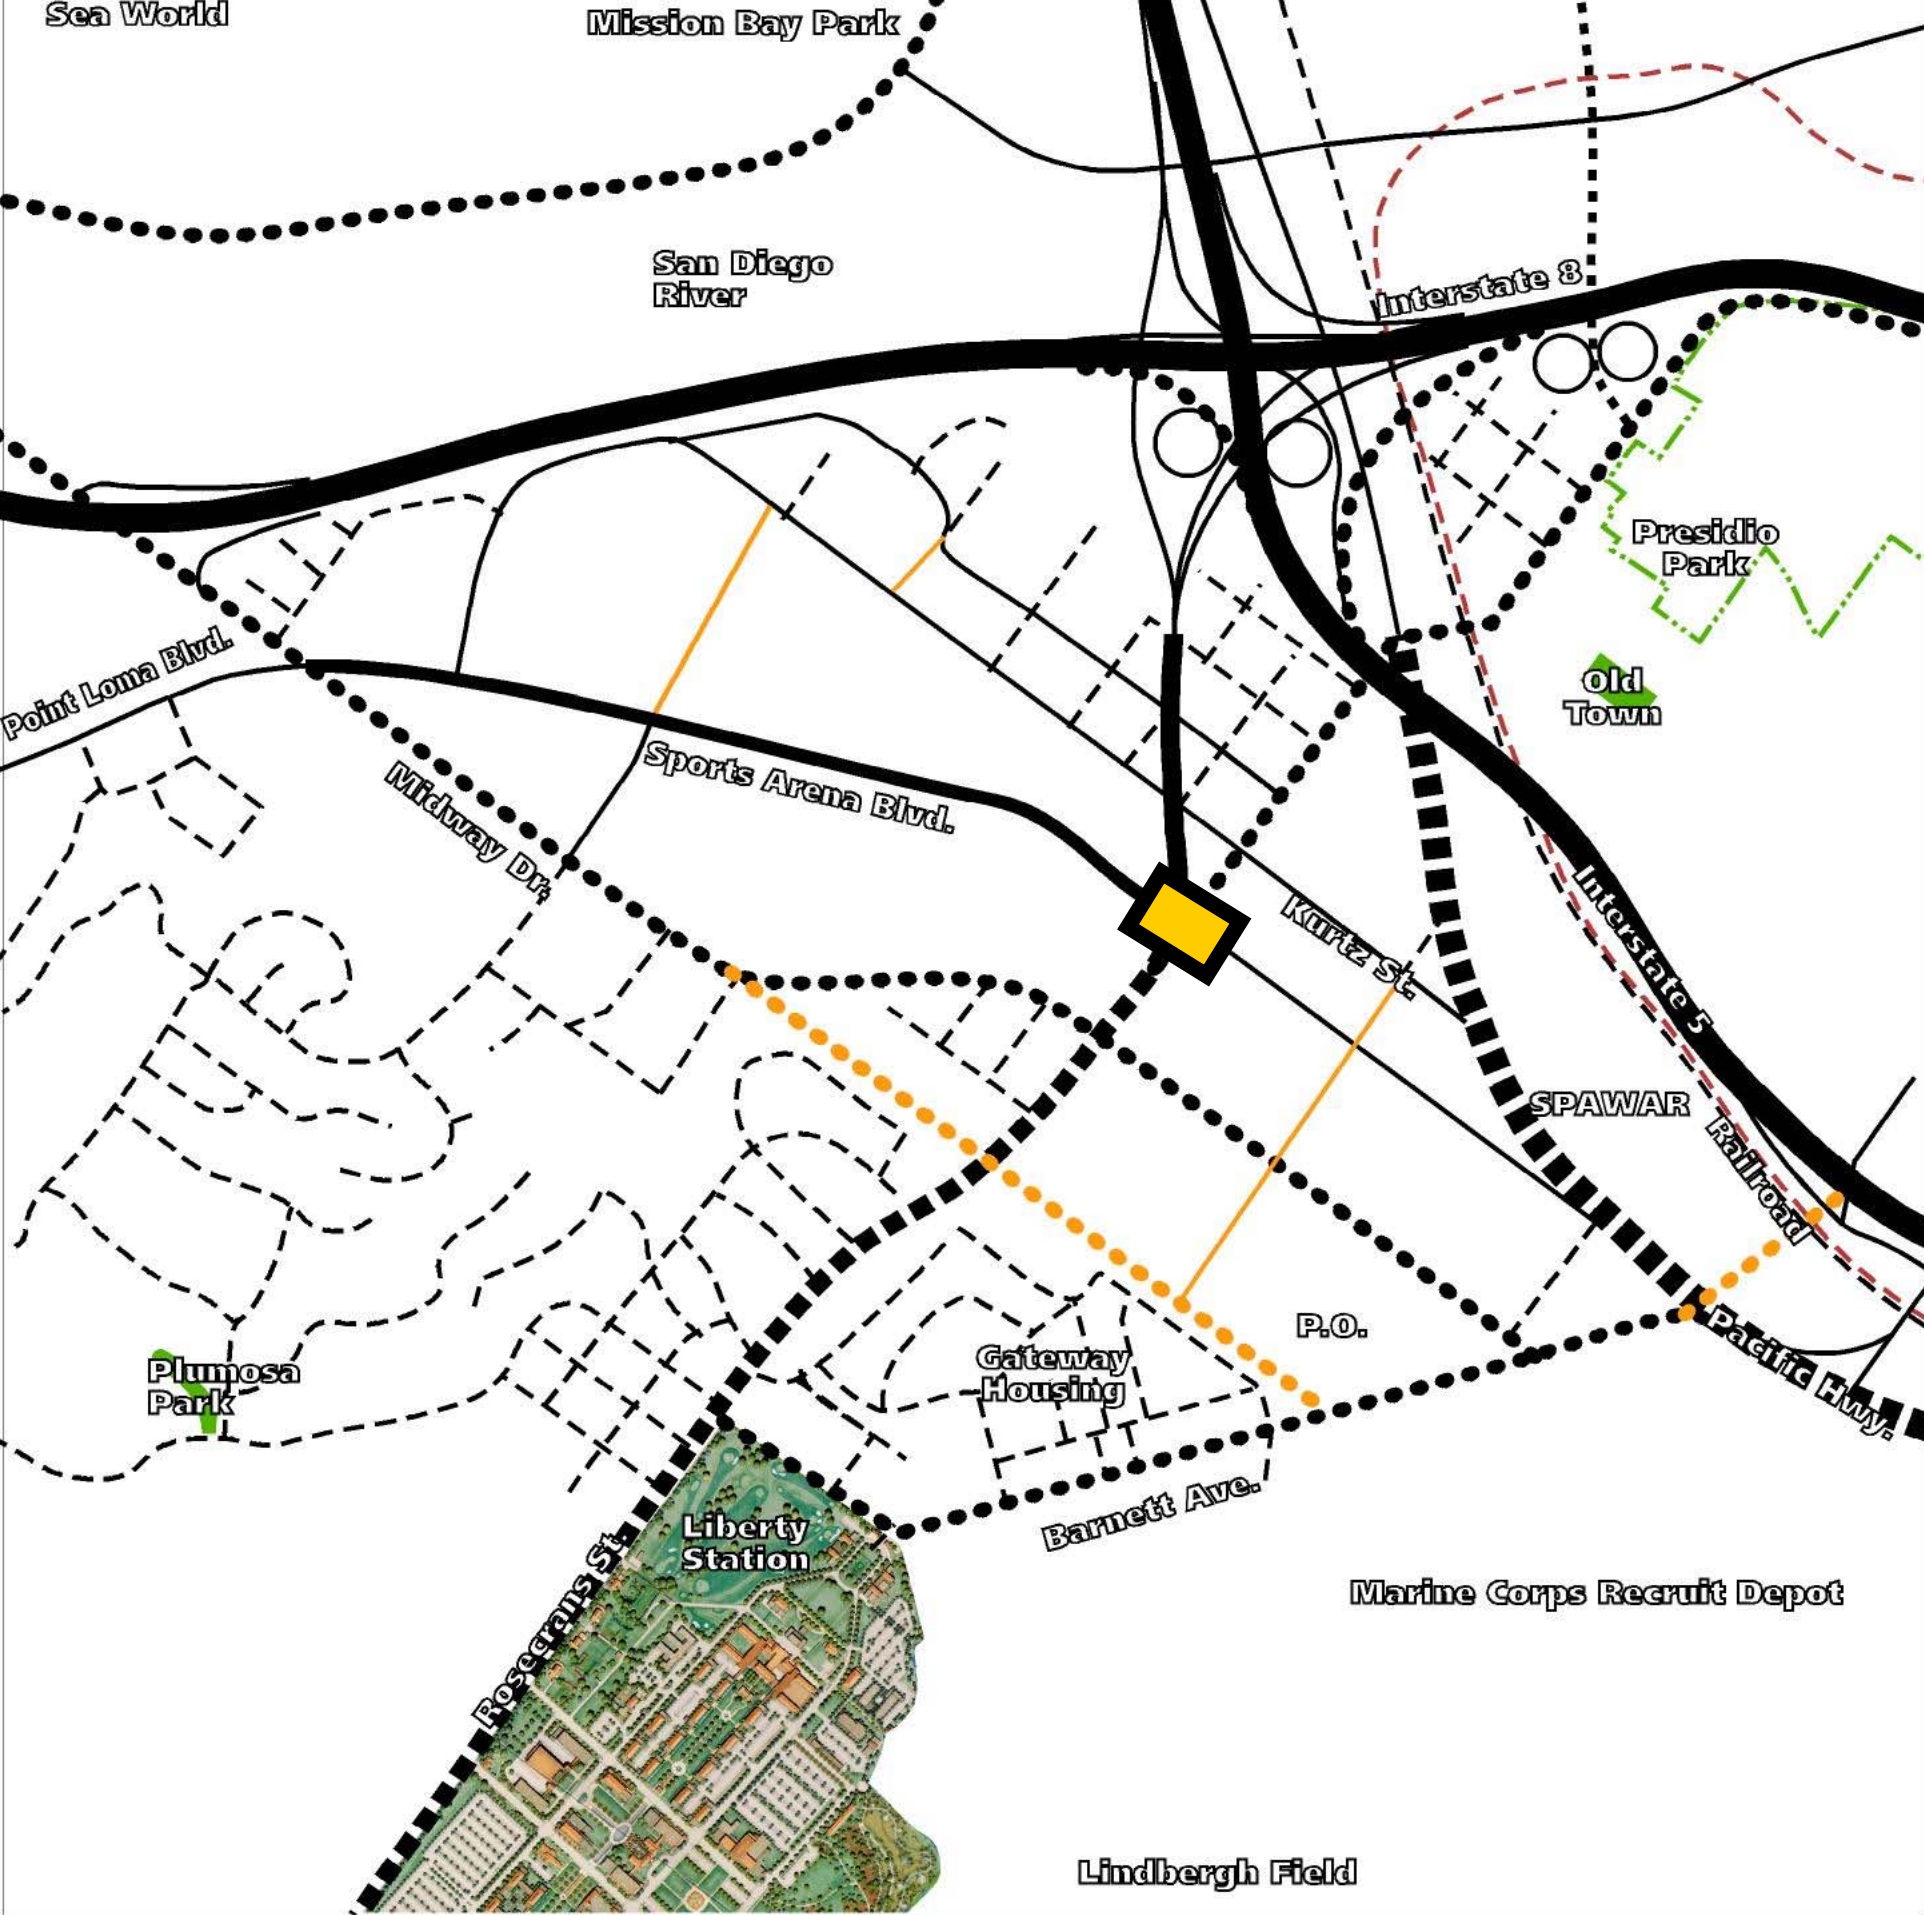 Sea World
Mission Bay Park
San Diego
River
Interstate 8
Presidio
Park
Point Loma Blvd.
Old
Town
Sports Arena Blvd.
Midway Dr.
Kurtz St.
Interstate 5
SPAWAR
Railroad
P.O.
Pacific Hwy.
Gateway
Housing
Plumosa
Park
Barnett Ave.
Liberty
Station
Rosecrans St.
Marine Corps Recruit Depot
Lindbergh Field